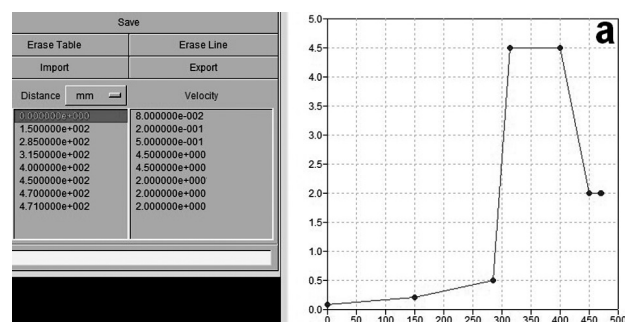 Save
Erase Table Erase Line
Import Export
Distance mm Velocity
0.000000e+000 8.000000e-002
1.500000e+002 2.000000e-001
2.850000e+002 5.000000e-001
3.150000e+002 4.500000e+000
4.000000e+002 4.500000e+000
4.500000e+002 2.000000e+000
4.700000e+002 2.000000e+000
4.710000e+002 2.000000e+000
a
5.0
4.5
4.0
3.5
3.0
2.5
2.0
1.5
1.0
0.5
0.0
0 50 100 150 200 250 300 350 400 450 500